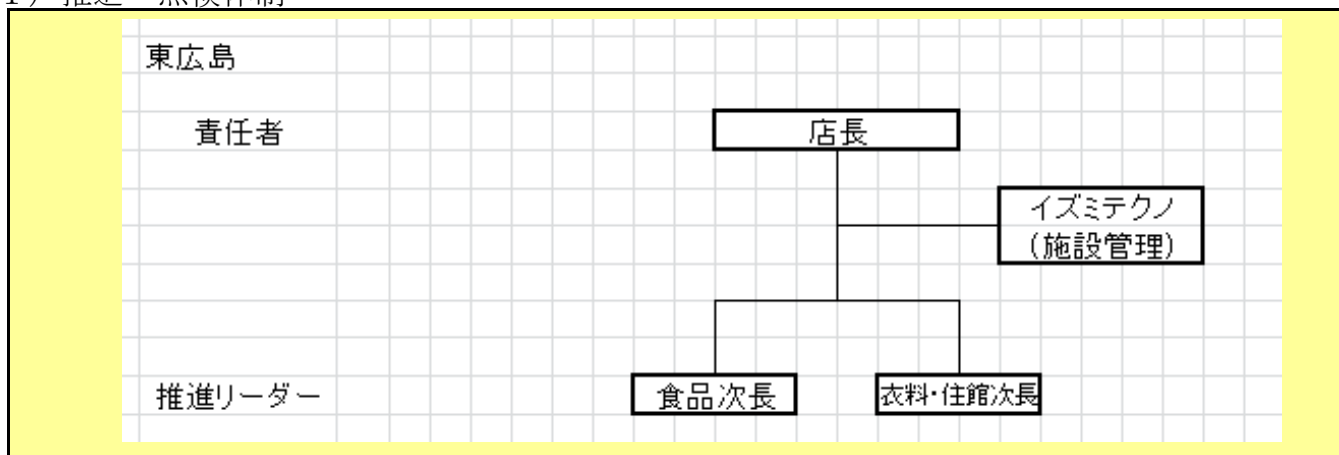 東広島
責任者
店長
イズミテクノ
(施設管理)
推進リーダー
食品次長
衣料・住館次長